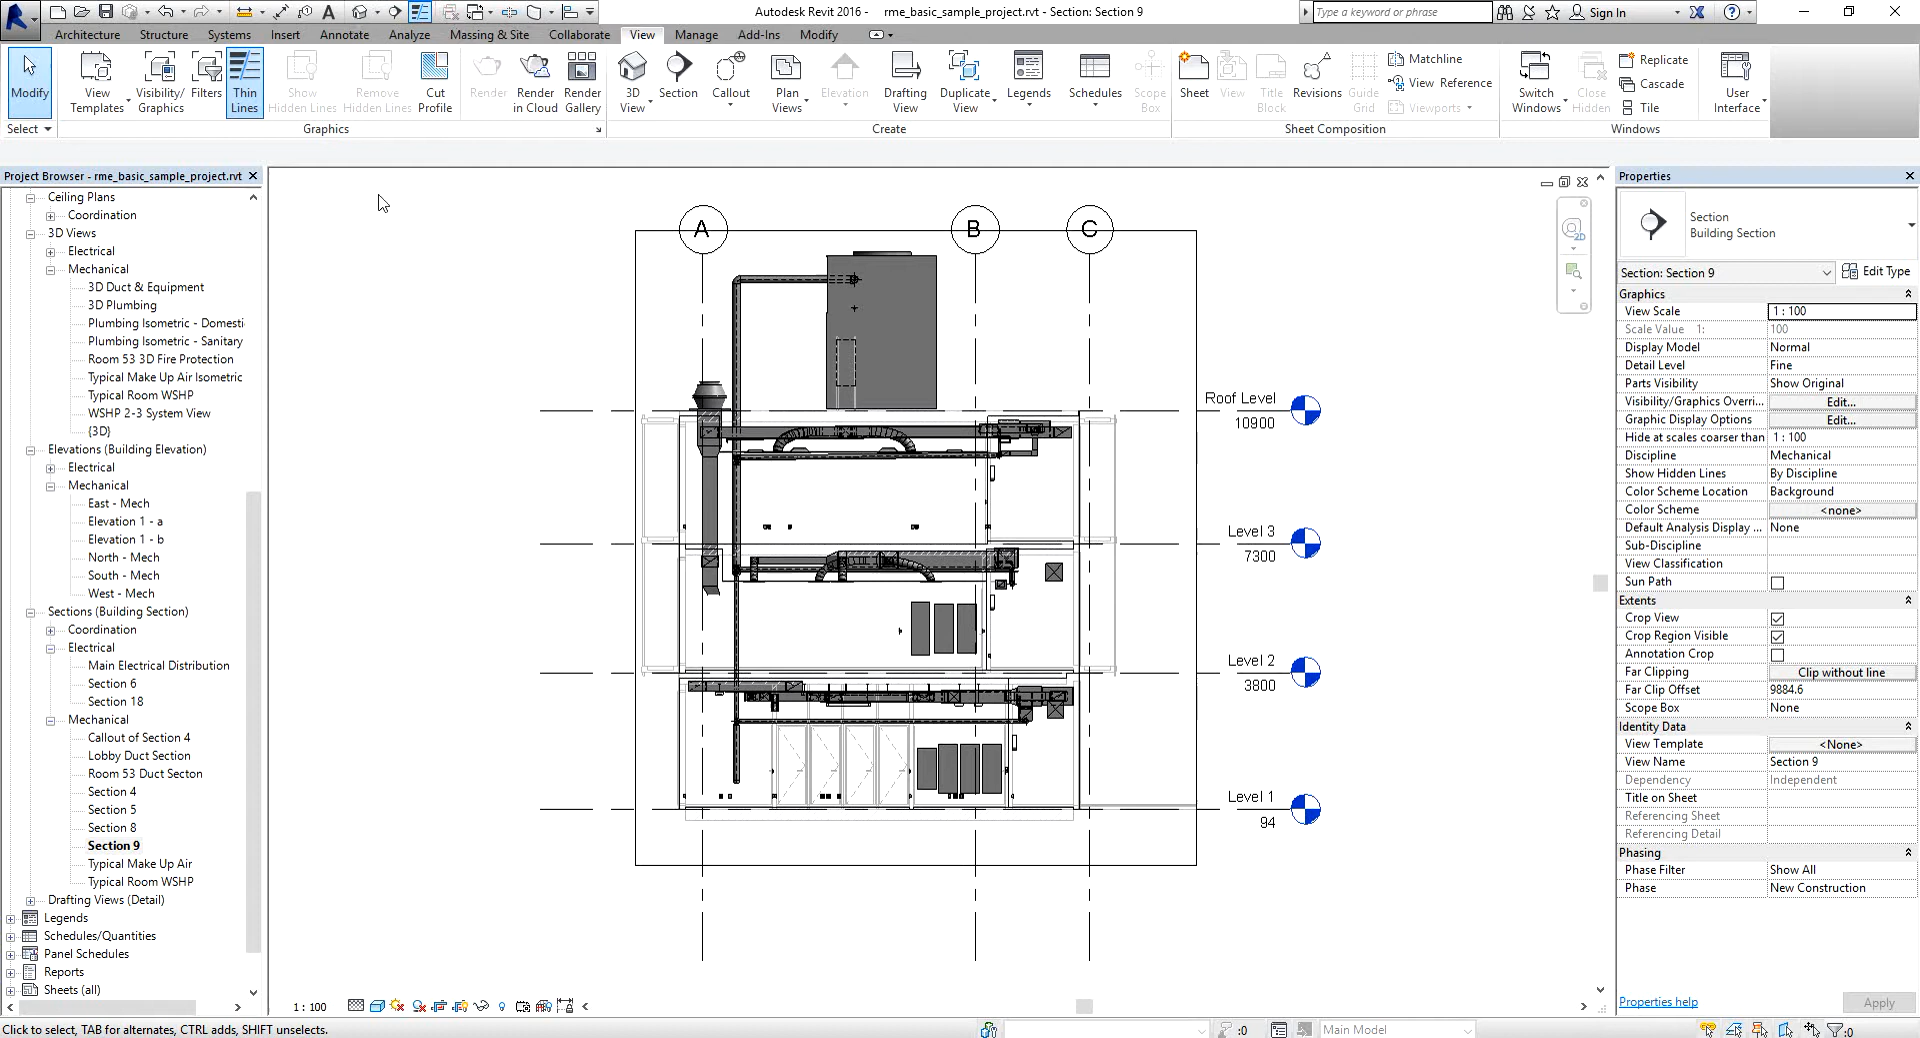 Autodesk Revit 2016 - rme_basic_sample_project.rvt - Section: Section 9
Type a keyword or phrase
Sign In
Architecture Structure Systems Insert Annotate Analyze Massing & Site Collaborate View Manage Add-Ins Modify
Modify
View Templates
Visibility/ Graphics
Filters
Thin Lines
Show Hidden Lines
Remove Hidden Lines
Cut Profile
Render
Render in Cloud
Render Gallery
3D View
Section
Callout
Plan Views
Elevation
Drafting View
Duplicate View
Legends
Schedules
Scope Box
Sheet
View
Title Block
Revisions
Guide Grid
Matchline
View Reference
Viewports
Switch Windows
Close Hidden
Replicate
Cascade
Tile
User Interface
Select
Graphics
Create
Sheet Composition
Windows
Project Browser - rme_basic_sample_project.rvt
Ceiling Plans
Coordination
3D Views
Electrical
Mechanical
3D Duct & Equipment
3D Plumbing
Plumbing Isometric - Domesti
Plumbing Isometric - Sanitary
Room 53 3D Fire Protection
Typical Make Up Air Isometric
Typical Room WSHP
WSHP 2-3 System View
{3D}
Elevations (Building Elevation)
Electrical
Mechanical
East - Mech
Elevation 1 - a
Elevation 1 - b
North - Mech
South - Mech
West - Mech
Sections (Building Section)
Coordination
Electrical
Main Electrical Distribution
Section 6
Section 18
Mechanical
Callout of Section 4
Lobby Duct Section
Room 53 Duct Secton
Section 4
Section 5
Section 8
Section 9
Typical Make Up Air
Typical Room WSHP
Drafting Views (Detail)
Legends
Schedules/Quantities
Panel Schedules
Reports
Sheets (all)
A
B
C
Roof Level
10900
Level 3
7300
Level 2
3800
Level 1
94
2D
1 : 100
Properties
Section
Building Section
Section: Section 9
Edit Type
Graphics
View Scale 1 : 100
Scale Value 1: 100
Display Model Normal
Detail Level Fine
Parts Visibility Show Original
Visibility/Graphics Overri... Edit...
Graphic Display Options Edit...
Hide at scales coarser than 1 : 100
Discipline Mechanical
Show Hidden Lines By Discipline
Color Scheme Location Background
Color Scheme <none>
Default Analysis Display ... None
Sub-Discipline
View Classification
Sun Path
Extents
Crop View
Crop Region Visible
Annotation Crop
Far Clipping Clip without line
Far Clip Offset 9884.6
Scope Box None
Identity Data
View Template <None>
View Name Section 9
Dependency Independent
Title on Sheet
Referencing Sheet
Referencing Detail
Phasing
Phase Filter Show All
Phase New Construction
Properties help
Apply
Click to select, TAB for alternates, CTRL adds, SHIFT unselects.
:0
Main Model
:0